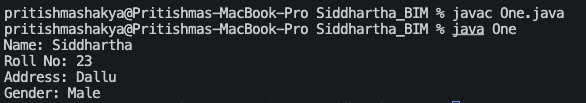 pritishmashakya@Pritishmas-MacBook-Pro Siddhartha_BIM % javac One.java
pritishmashakya@Pritishmas-MacBook-Pro Siddhartha_BIM % java One
Name: Siddhartha
Roll No: 23
Address: Dallu
Gender: Male